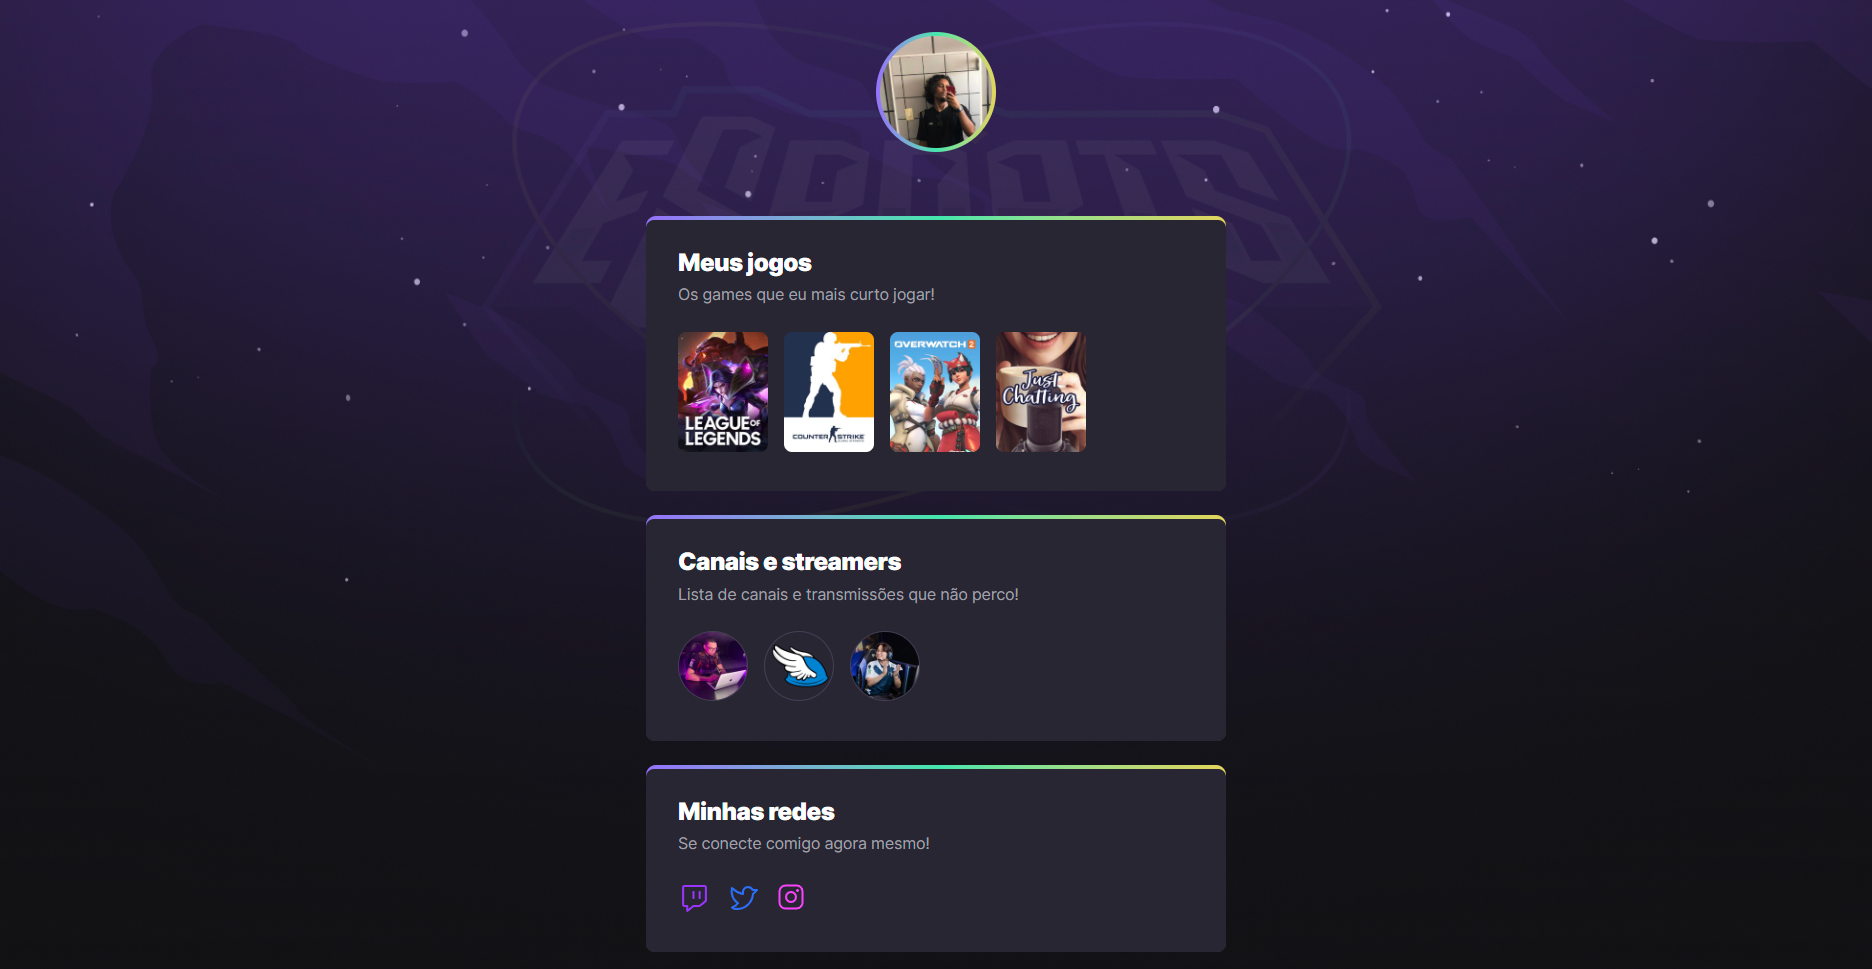 ESPORTS
Meus jogos
Os games que eu mais curto jogar!
LEAGUE OF
LEGENDS
COUNTER STRIKE
OVERWATCH 2
Just
Chatting
Canais e streamers
Lista de canais e transmissões que não perco!
Minhas redes
Se conecte comigo agora mesmo!